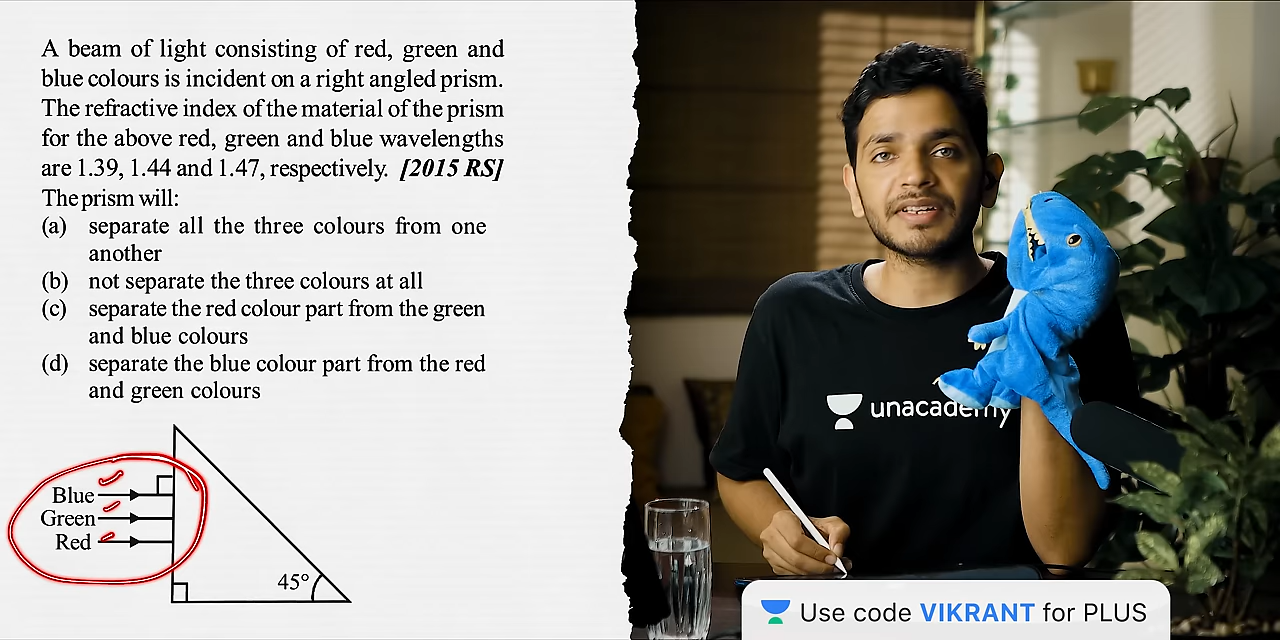 A beam of light consisting of red, green and
blue colours is incident on a right angled prism.
The refractive index of the material of the prism
for the above red, green and blue wavelengths
are 1.39, 1.44 and 1.47, respectively. [2015 RS]
The prism will:
(a) separate all the three colours from one
another
(b) not separate the three colours at all
(c) separate the red colour part from the green
and blue colours
(d) separate the blue colour part from the red
and green colours
Blue
Green
Red
45°
unacademy
Use code VIKRANT for PLUS